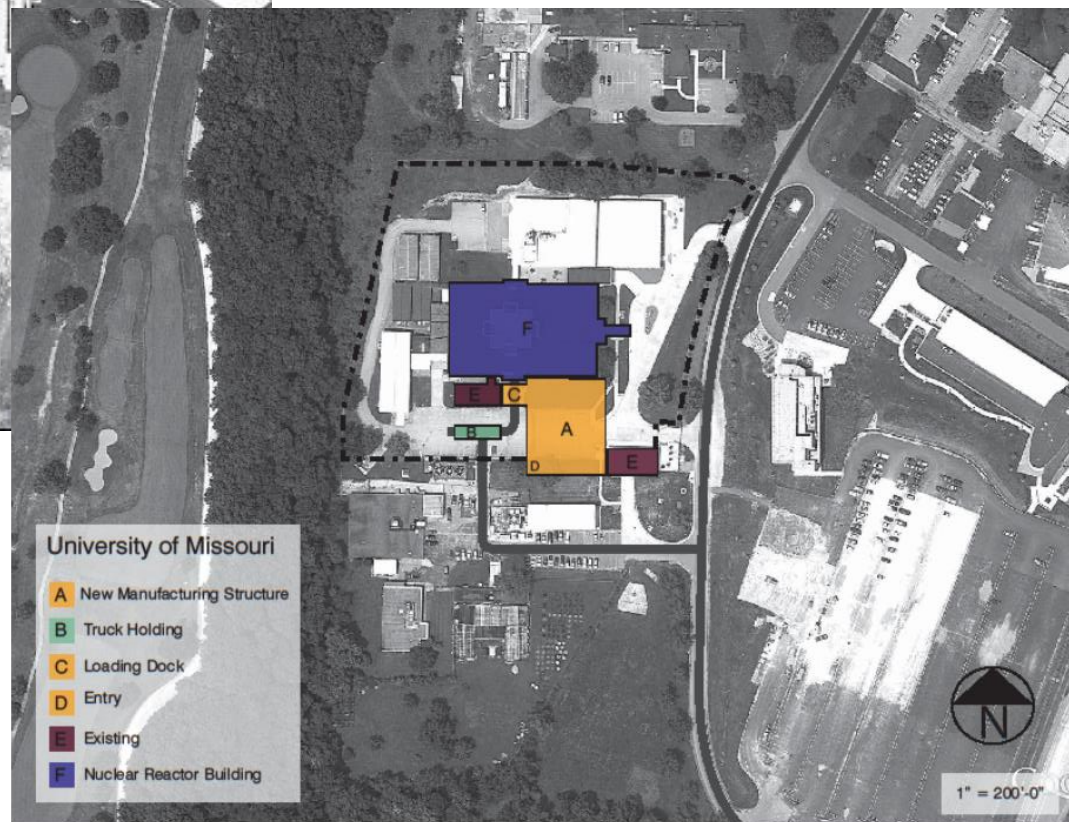 F
E
C
B
A
D
E
University of Missouri
A New Manufacturing Structure
B Truck Holding
C Loading Dock
D Entry
E Existing
F Nuclear Reactor Building
N
1" = 200'-0"